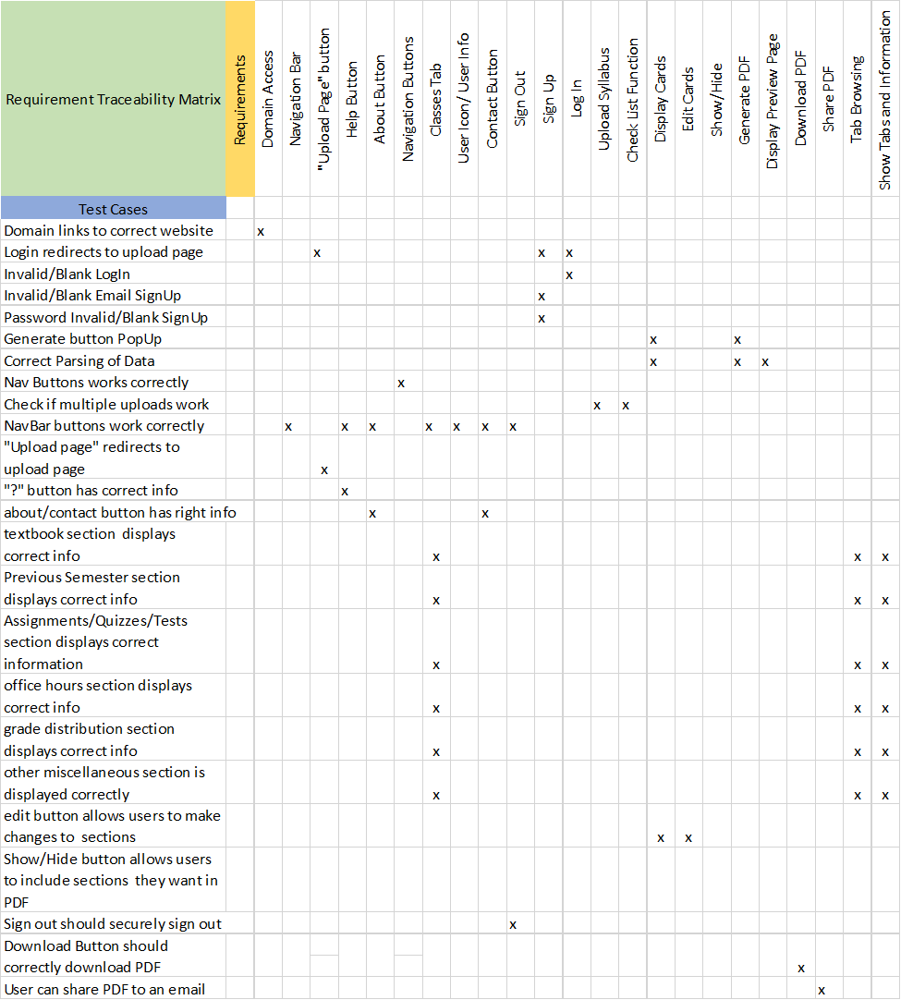 Requirement Traceability Matrix
Requirements
Domain Access
Navigation Bar
"Upload Page" button
Help Button
About Button
Navigation Buttons
Classes Tab
User Icon/ User Info
Contact Button
Sign Out
Sign Up
Log In
Upload Syllabus
Check List Function
Display Cards
Edit Cards
Show/Hide
Generate PDF
Display Preview Page
Download PDF
Share PDF
Tab Browsing
Show Tabs and Information
Test Cases
Domain links to correct website x
Login redirects to upload page x x x
Invalid/Blank LogIn x
Invalid/Blank Email SignUp x
Password Invalid/Blank SignUp x
Generate button PopUp x x
Correct Parsing of Data x x x
Nav Buttons works correctly x
Check if multiple uploads work x x
NavBar buttons work correctly x x x x x x x
"Upload page" redirects to
upload page x
"?" button has correct info x
about/contact button has right info x x
textbook section displays
correct info x x x
Previous Semester section
displays correct info x x x
Assignments/Quizzes/Tests
section displays correct
information x x x
office hours section displays
correct info x x x
grade distribution section
displays correct info x x x
other miscellaneous section is
displayed correctly x x x
edit button allows users to make
changes to sections x x
Show/Hide button allows users
to include sections they want in
PDF
Sign out should securely sign out x
Download Button should
correctly download PDF x
User can share PDF to an email x